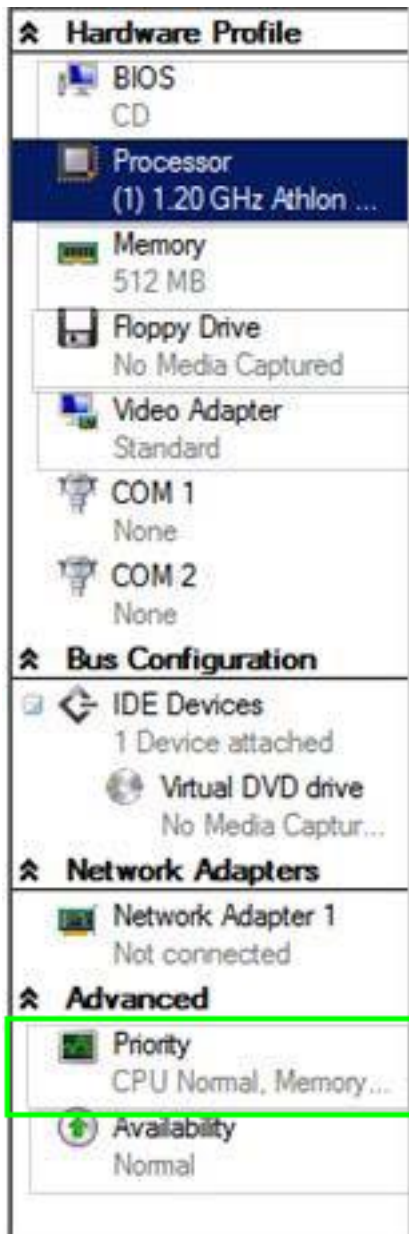 Hardware Profile
BIOS
CD
Processor
(1) 1.20 GHz Athlon ...
Memory
512 MB
Floppy Drive
No Media Captured
Video Adapter
Standard
COM 1
None
COM 2
None
Bus Configuration
IDE Devices
1 Device attached
Virtual DVD drive
No Media Captur...
Network Adapters
Network Adapter 1
Not connected
Advanced
Priority
CPU Normal, Memory...
Availability
Normal